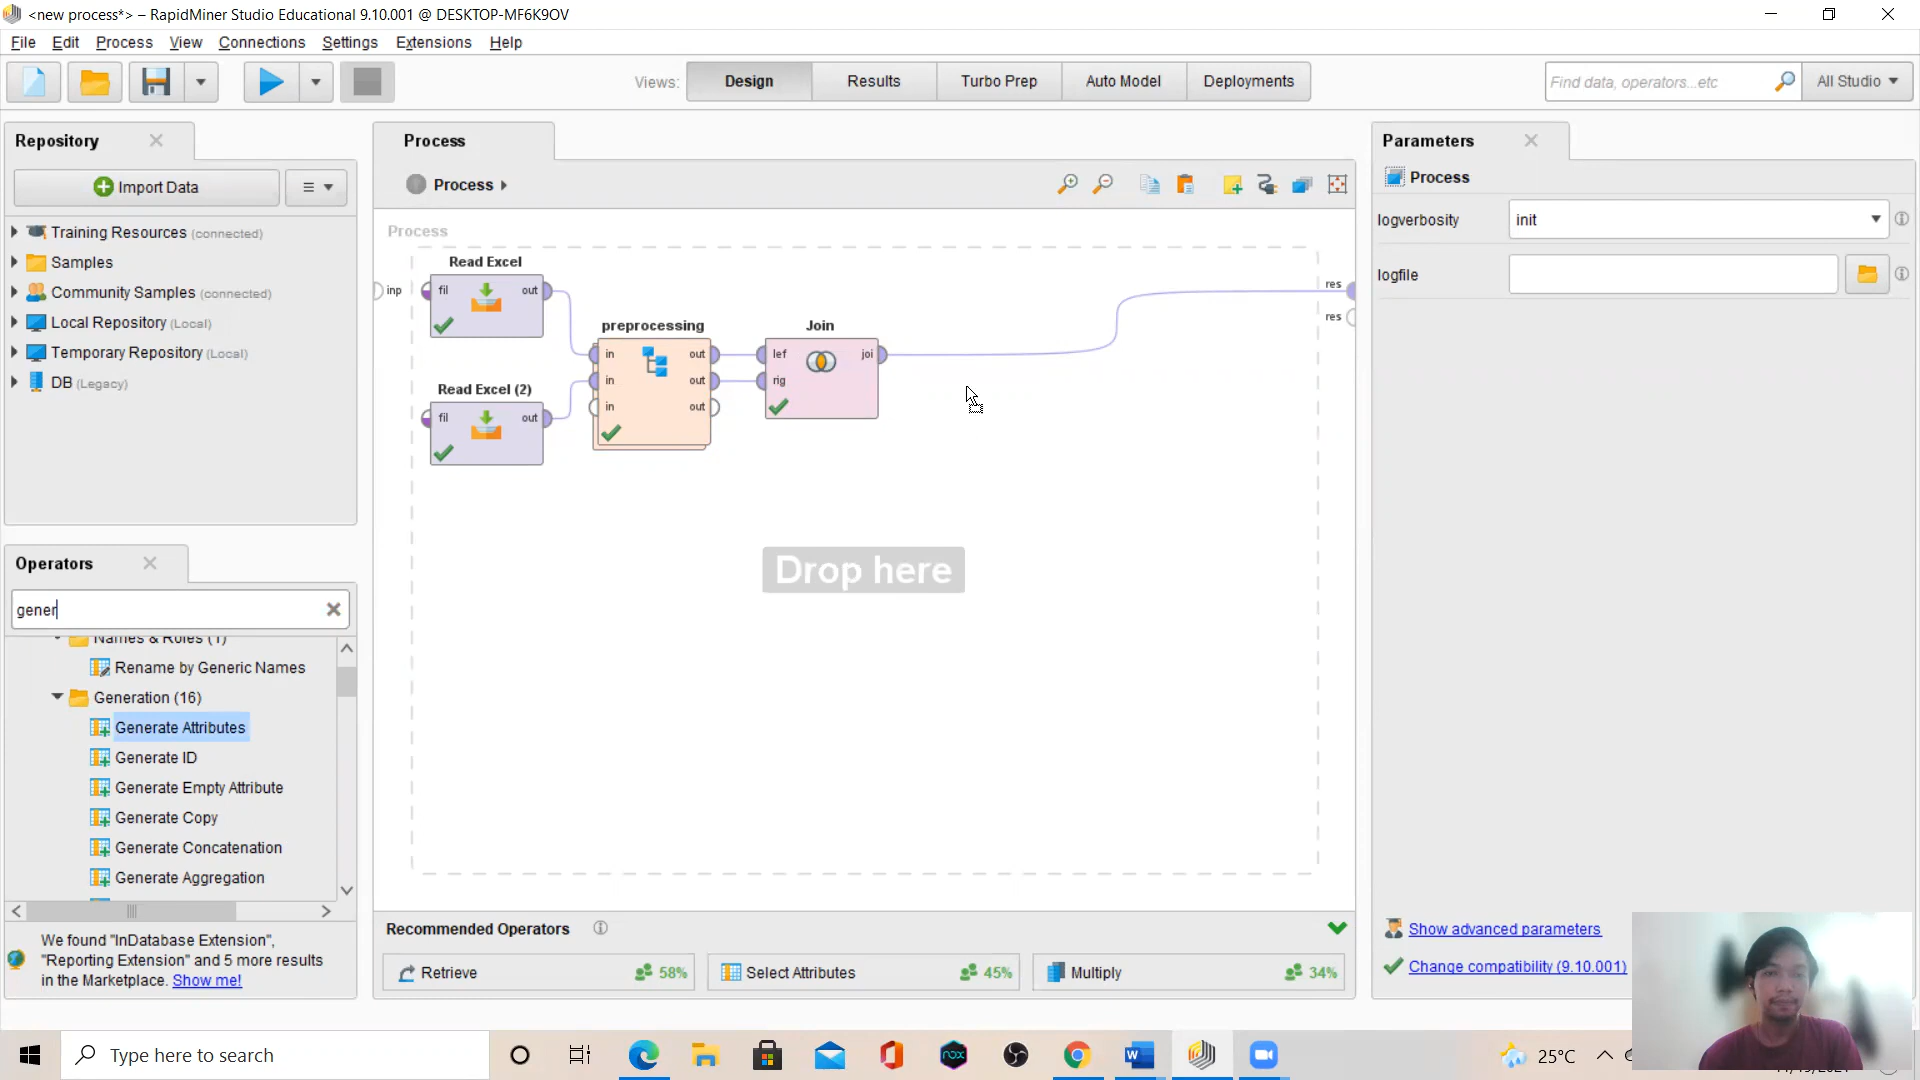 <new process*> – RapidMiner Studio Educational 9.10.001 @ DESKTOP-MF6K9OV
File Edit Process View Connections Settings Extensions Help
Views: Design Results Turbo Prep Auto Model Deployments
Find data, operators...etc
All Studio
Repository
Import Data
Training Resources (connected)
Samples
Community Samples (connected)
Local Repository (Local)
Temporary Repository (Local)
DB (Legacy)
Operators
gener
Names & Roles (1)
Rename by Generic Names
Generation (16)
Generate Attributes
Generate ID
Generate Empty Attribute
Generate Copy
Generate Concatenation
Generate Aggregation
We found "InDatabase Extension",
"Reporting Extension" and 5 more results
in the Marketplace. Show me!
Process
Process
Process
inp
Read Excel
fil out
Read Excel (2)
fil out
preprocessing
in out
in out
in out
Join
lef joi
rig
res
res
Drop here
Recommended Operators
Retrieve 58%
Select Attributes 45%
Multiply 34%
Parameters
Process
logverbosity init
logfile
Show advanced parameters
Change compatibility (9.10.001)
Type here to search
nox
25°C